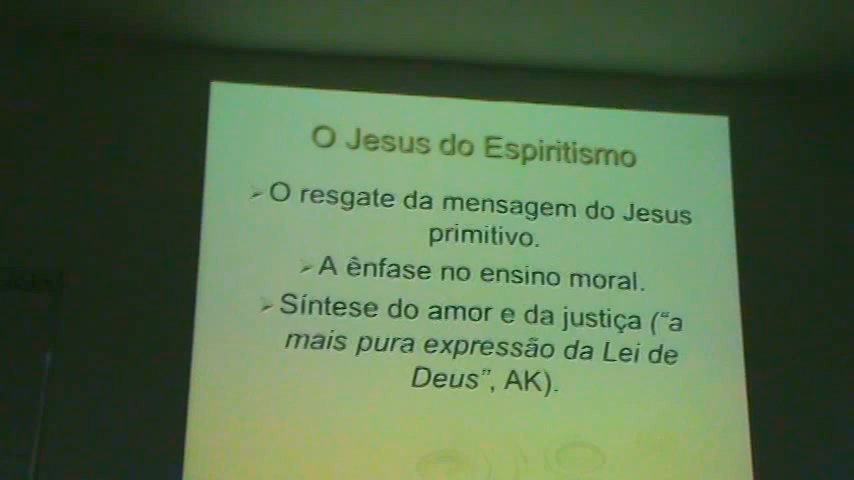 O Jesus do Espiritismo
➢O resgate da mensagem do Jesus
primitivo.
➢A ênfase no ensino moral.
➢Síntese do amor e da justiça (“a
mais pura expressão da Lei de
Deus”, AK).